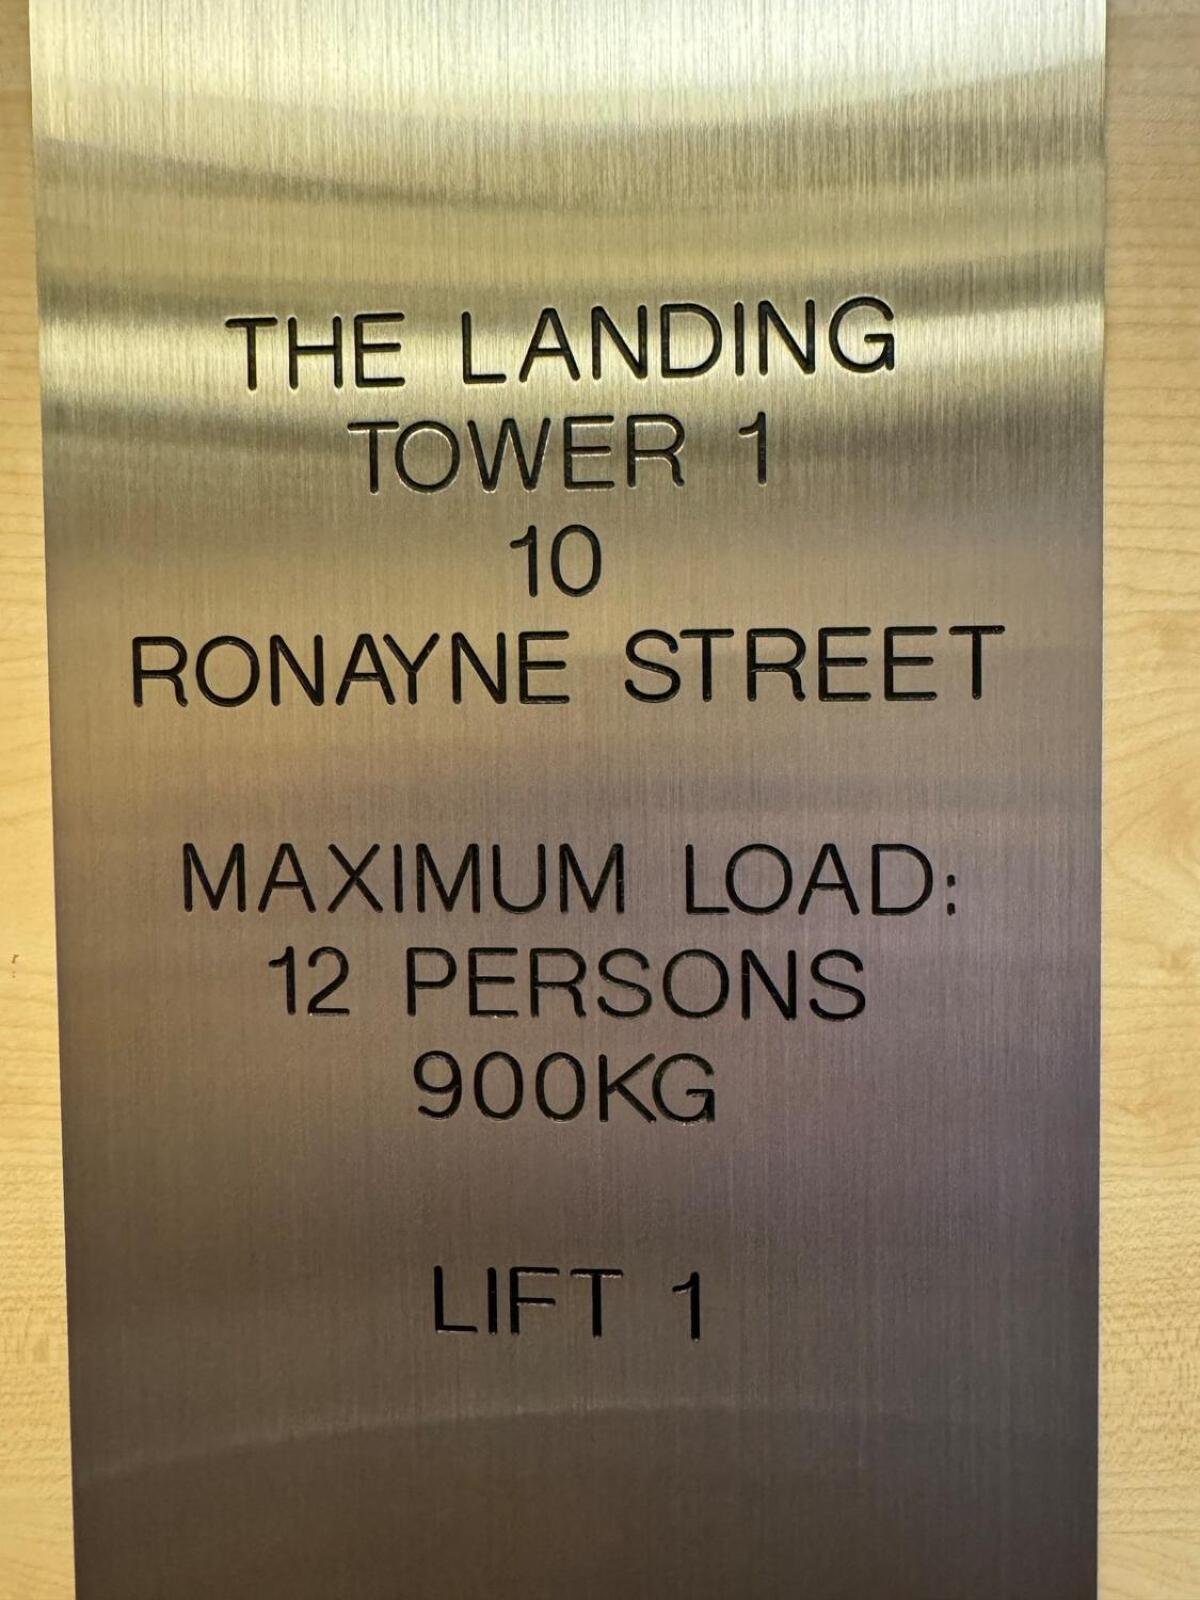 THE LANDING
TOWER 1
10
RONAYNE STREET
MAXIMUM LOAD:
12 PERSONS
900KG
LIFT 1